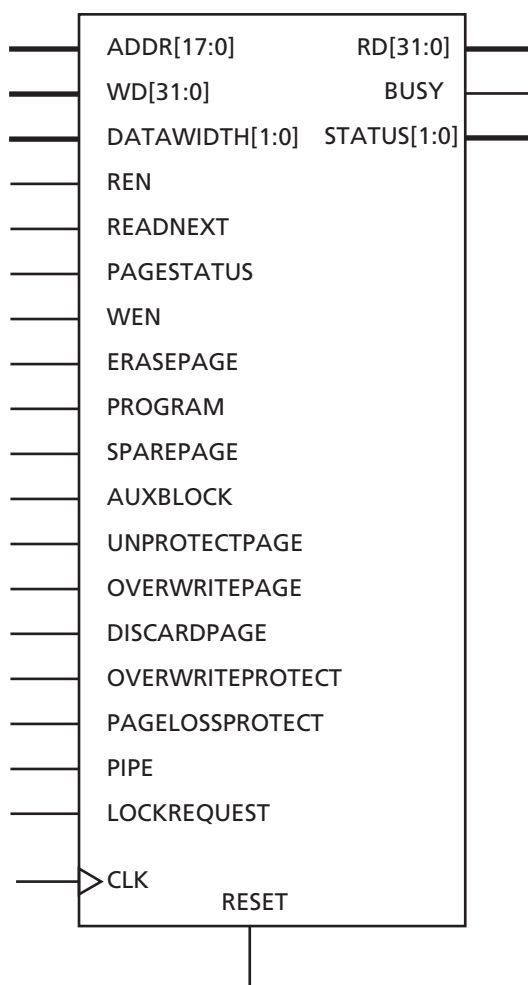 ADDR[17:0] RD[31:0]
WD[31:0] BUSY
DATAWIDTH[1:0] STATUS[1:0]
REN
READNEXT
PAGESTATUS
WEN
ERASEPAGE
PROGRAM
SPAREPAGE
AUXBLOCK
UNPROTECTPAGE
OVERWRITEPAGE
DISCARDPAGE
OVERWRITEPROTECT
PAGELOSSPROTECT
PIPE
LOCKREQUEST
CLK
RESET